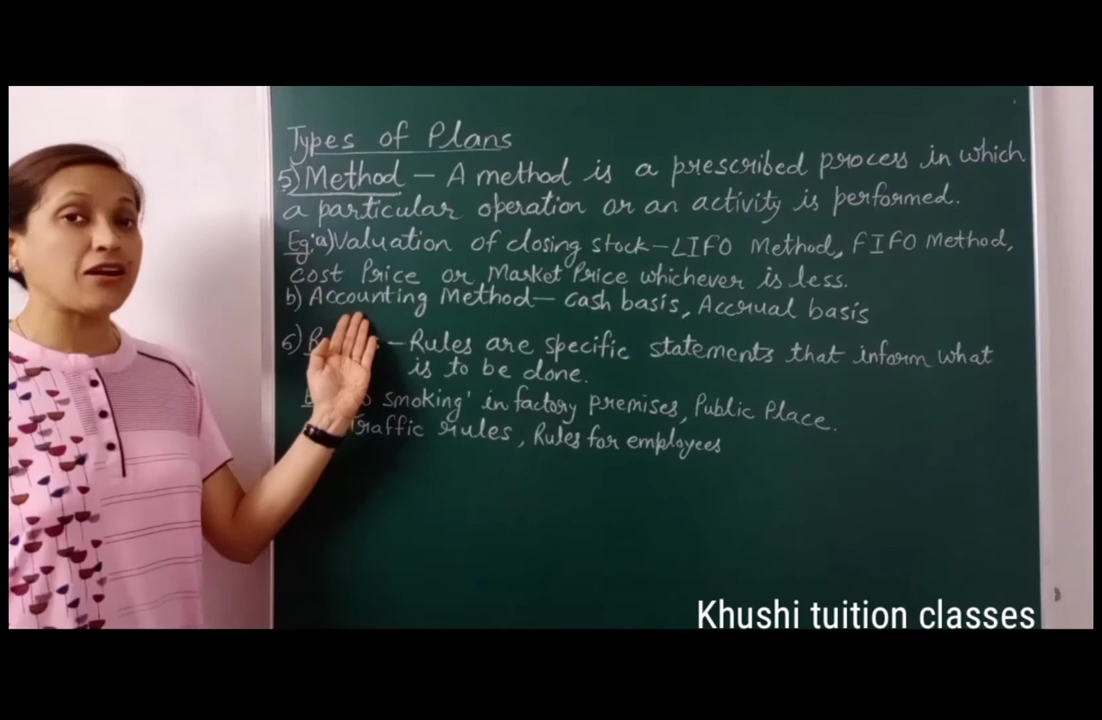 Types of Plans
5) Method – A method is a prescribed process in which
a particular operation or an activity is performed.
Eg: a) Valuation of closing stock – LIFO Method, FIFO Method,
Cost Price or Market Price whichever is less.
b) Accounting Method – cash basis, Accrual basis
6) – Rules are specific statements that inform what
is to be done.
smoking' in factory premises, Public Place.
Traffic rules, Rules for employees
Khushi tuition classes